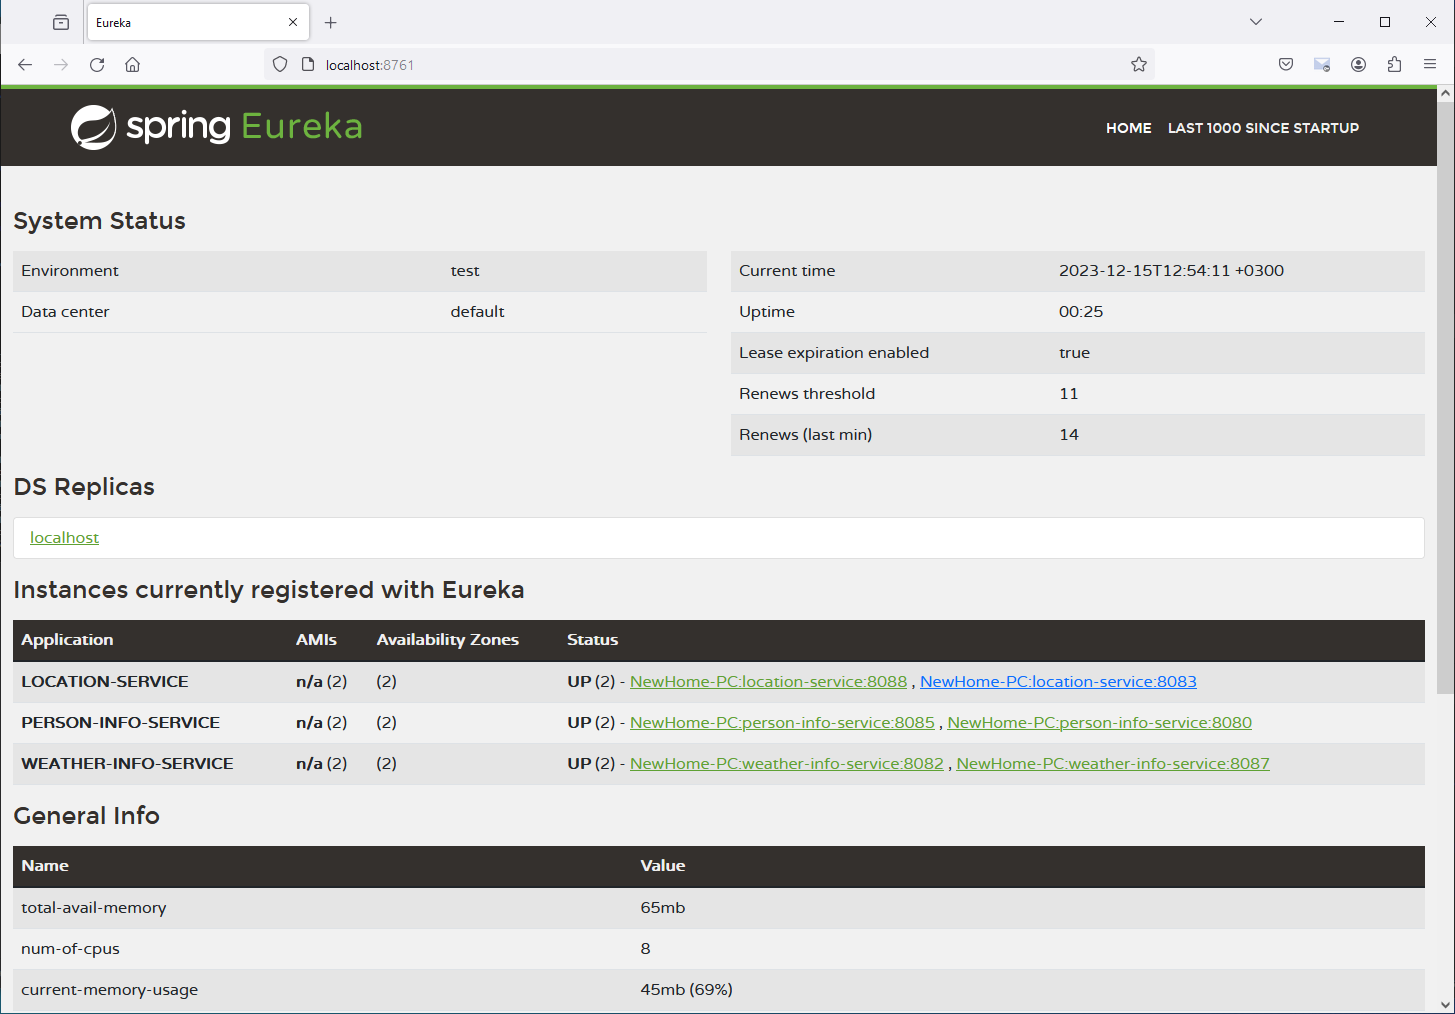 Eureka
localhost:8761
spring Eureka
HOME LAST 1000 SINCE STARTUP
System Status
Environment test
Data center default
Current time 2023-12-15T12:54:11 +0300
Uptime 00:25
Lease expiration enabled true
Renews threshold 11
Renews (last min) 14
DS Replicas
localhost
Instances currently registered with Eureka
Application AMIs Availability Zones Status
LOCATION-SERVICE n/a (2) (2) UP (2) - NewHome-PC:location-service:8088 , NewHome-PC:location-service:8083
PERSON-INFO-SERVICE n/a (2) (2) UP (2) - NewHome-PC:person-info-service:8085 , NewHome-PC:person-info-service:8080
WEATHER-INFO-SERVICE n/a (2) (2) UP (2) - NewHome-PC:weather-info-service:8082 , NewHome-PC:weather-info-service:8087
General Info
Name Value
total-avail-memory 65mb
num-of-cpus 8
current-memory-usage 45mb (69%)